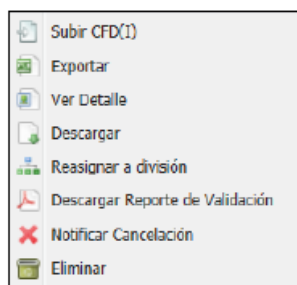 Subir CFD(I)
Exportar
Ver Detalle
Descargar
Reasignar a división
Descargar Reporte de Validación
Notificar Cancelación
Eliminar